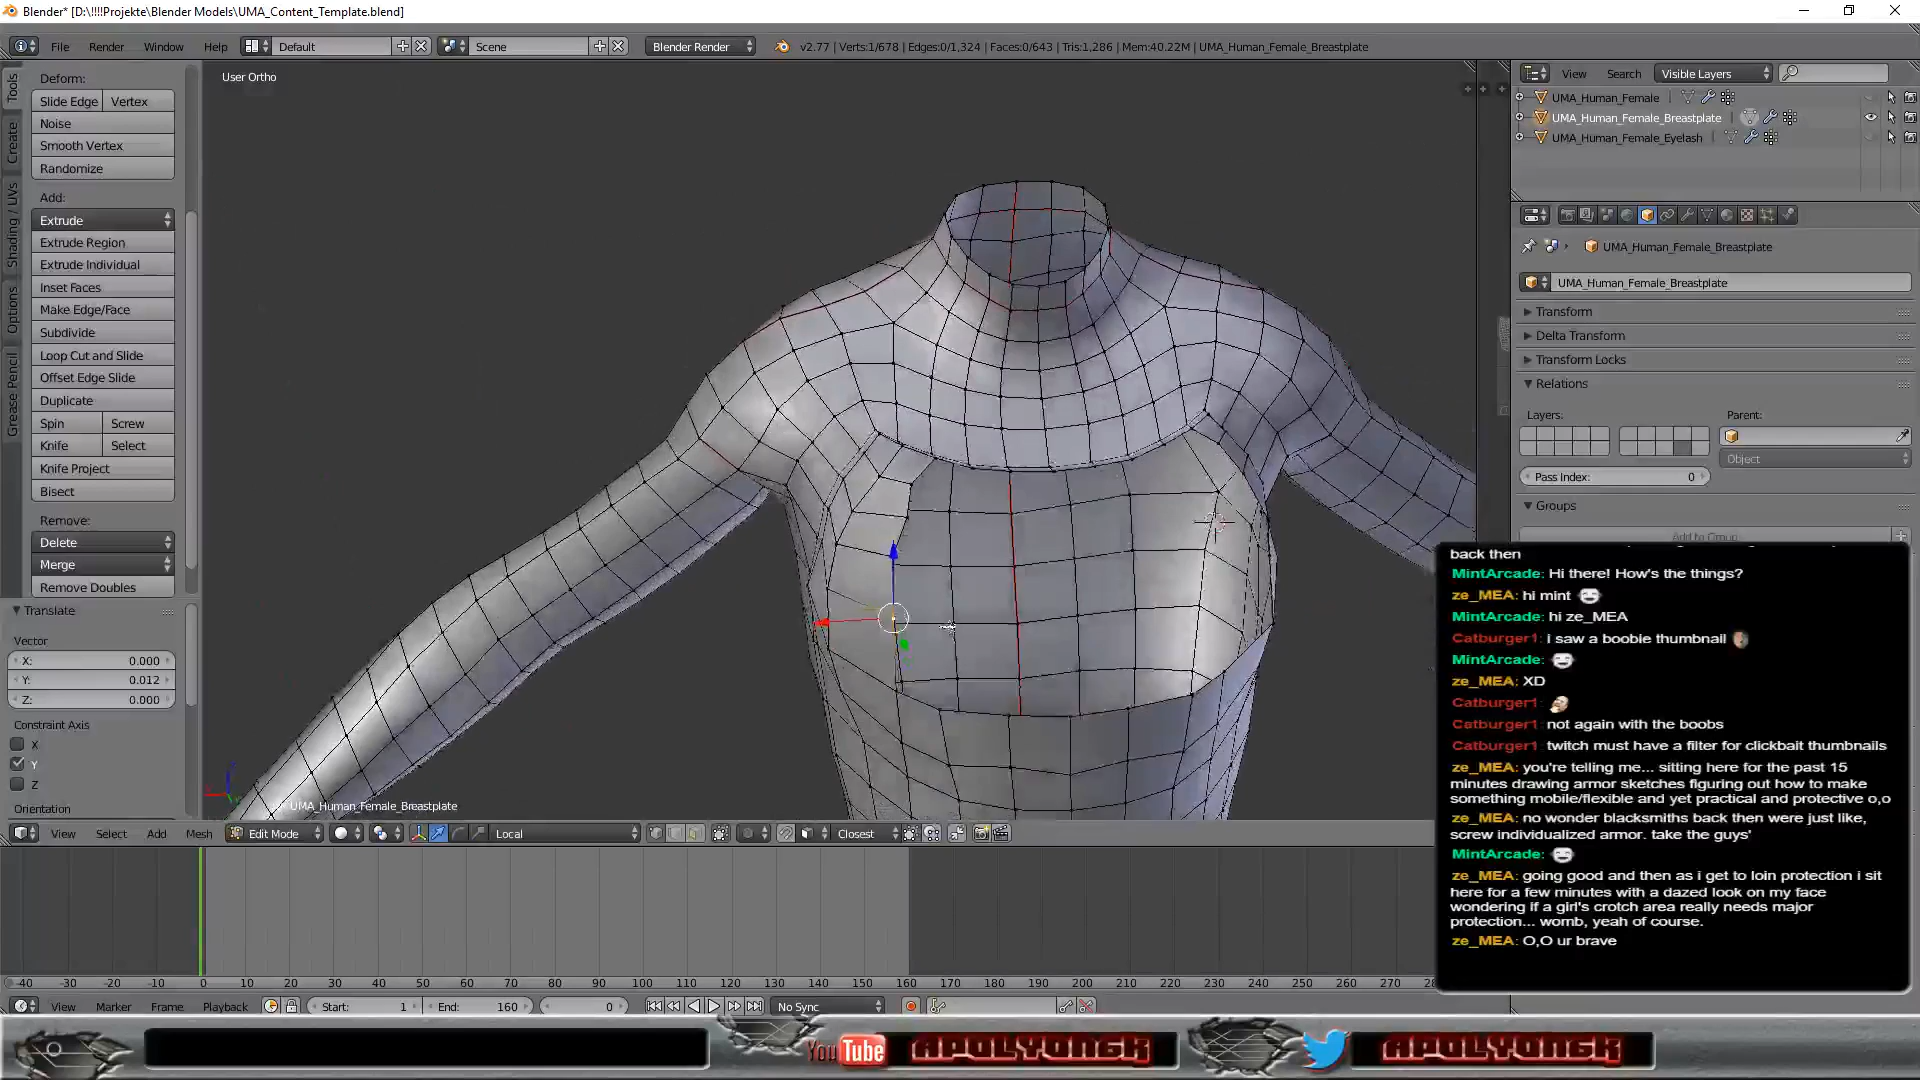 Blender* [D:\!!!!Projekte\Blender Models\UMA_Content_Template.blend]
File Render Window Help Default Scene Blender Render v2.77 | Verts:1/678 | Edges:0/1,324 | Faces:0/643 | Tris:1,286 | Mem:40.22M | UMA_Human_Female_Breastplate
User Ortho
Tools
Create
Shading / UVs
Options
Grease Pencil
Deform:
Slide Edge Vertex
Noise
Smooth Vertex
Randomize
Add:
Extrude
Extrude Region
Extrude Individual
Inset Faces
Make Edge/Face
Subdivide
Loop Cut and Slide
Offset Edge Slide
Duplicate
Spin Screw
Knife Select
Knife Project
Bisect
Remove:
Delete
Merge
Remove Doubles
Translate
Vector
X: 0.000
Y: 0.012
Z: 0.000
Constraint Axis
X
Y
Z
Orientation
UMA_Human_Female_Breastplate
View Select Add Mesh Edit Mode Local Closest
View Search Visible Layers
UMA_Human_Female
UMA_Human_Female_Breastplate
UMA_Human_Female_Eyelash
UMA_Human_Female_Breastplate
UMA_Human_Female_Breastplate
Transform
Delta Transform
Transform Locks
Relations
Layers: Parent:
Object
Pass Index: 0
Groups
Add to Group
back then
MintArcade: Hi there! How's the things?
ze_MEA: hi mint
MintArcade: hi ze_MEA
Catburger1: i saw a boobie thumbnail
MintArcade:
ze_MEA: XD
Catburger1:
Catburger1: not again with the boobs
Catburger1: twitch must have a filter for clickbait thumbnails
ze_MEA: you're telling me... sitting here for the past 15
minutes drawing armor sketches figuring out how to make
something mobile/flexible and yet practical and protective o,o
ze_MEA: no wonder blacksmiths back then were just like,
screw individualized armor. take the guys'
MintArcade:
ze_MEA: going good and then as i get to loin protection i sit
here for a few minutes with a dazed look on my face
wondering if a girl's crotch area really needs major
protection... womb, yeah of course.
ze_MEA: O,O ur brave
-40 -30 -20 -10 0 10 20 30 40 50 60 70 80 90 100 110 120 130 140 150 160 170 180 190 200 210 220 230 240 250 260 270
View Marker Frame Playback Start: 1 End: 160 0 No Sync
YouTube APOLYONGK APOLYONGK